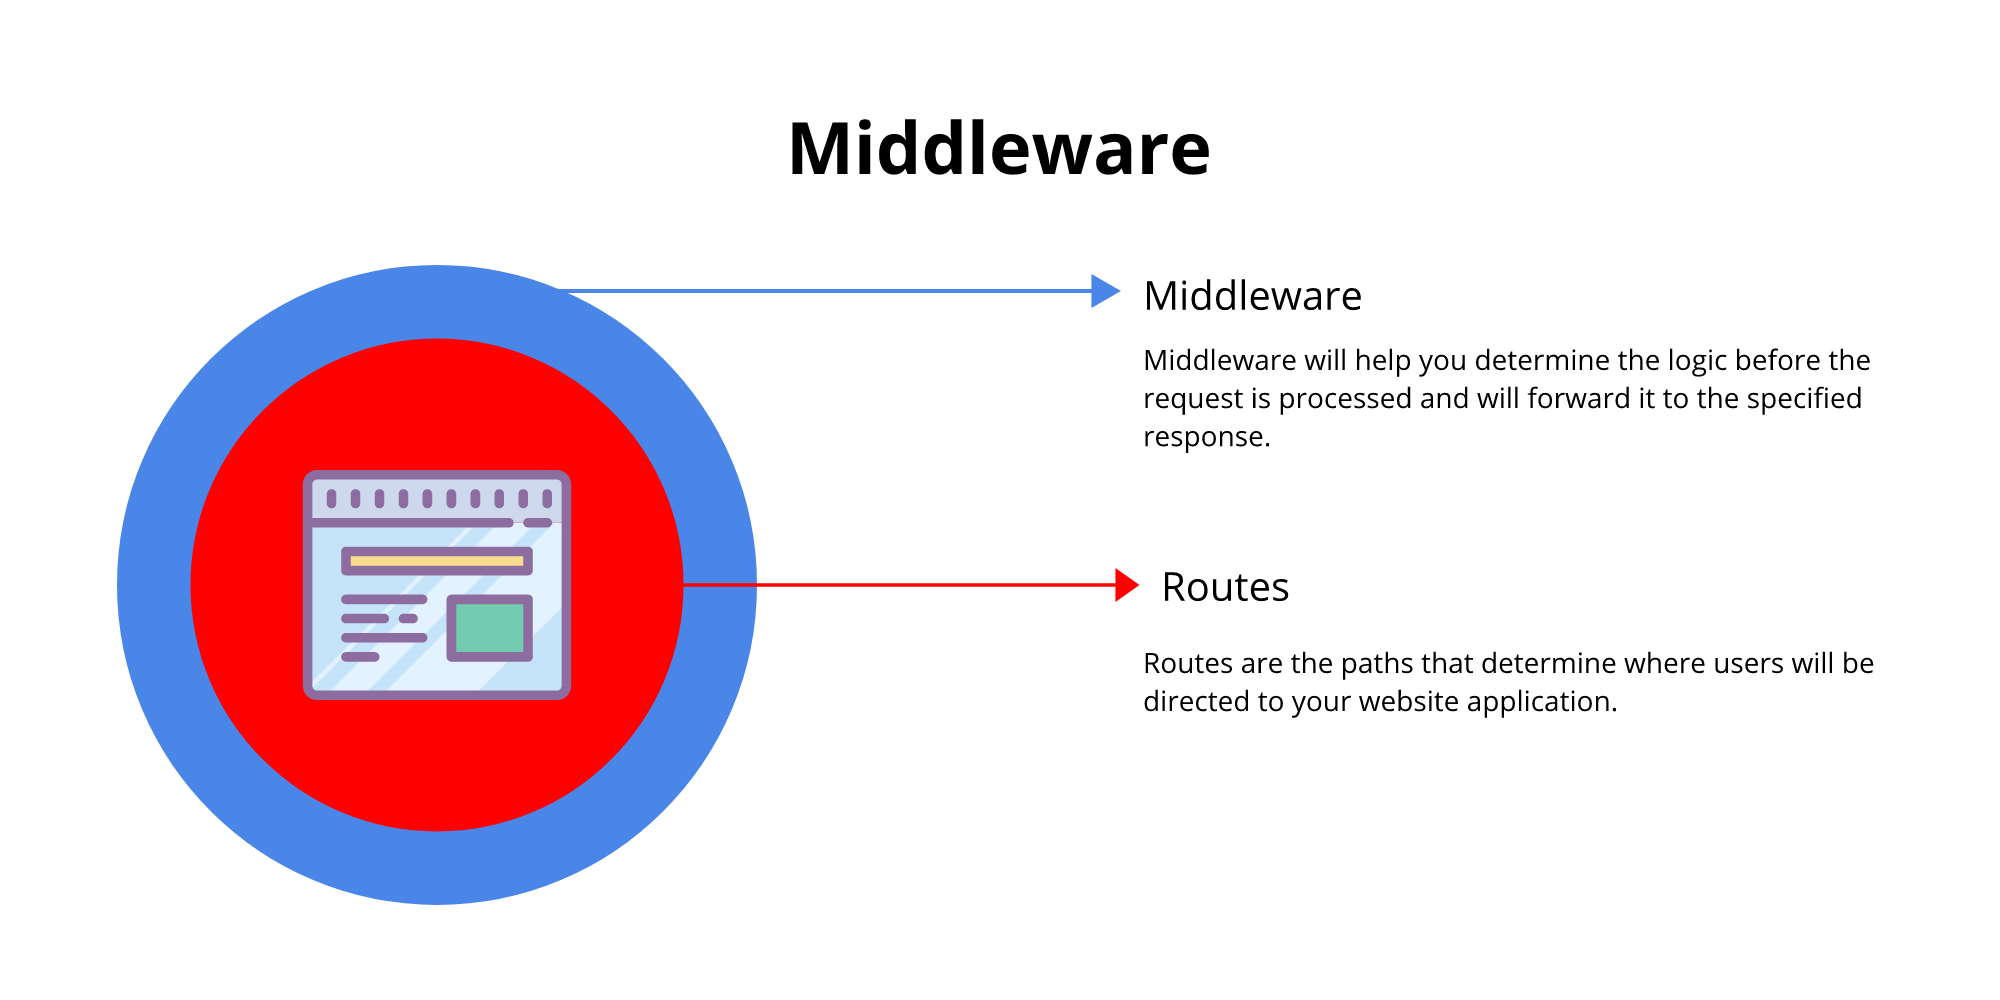 Middleware
Middleware
Middleware will help you determine the logic before the
request is processed and will forward it to the specified
response.
Routes
Routes are the paths that determine where users will be
directed to your website application.